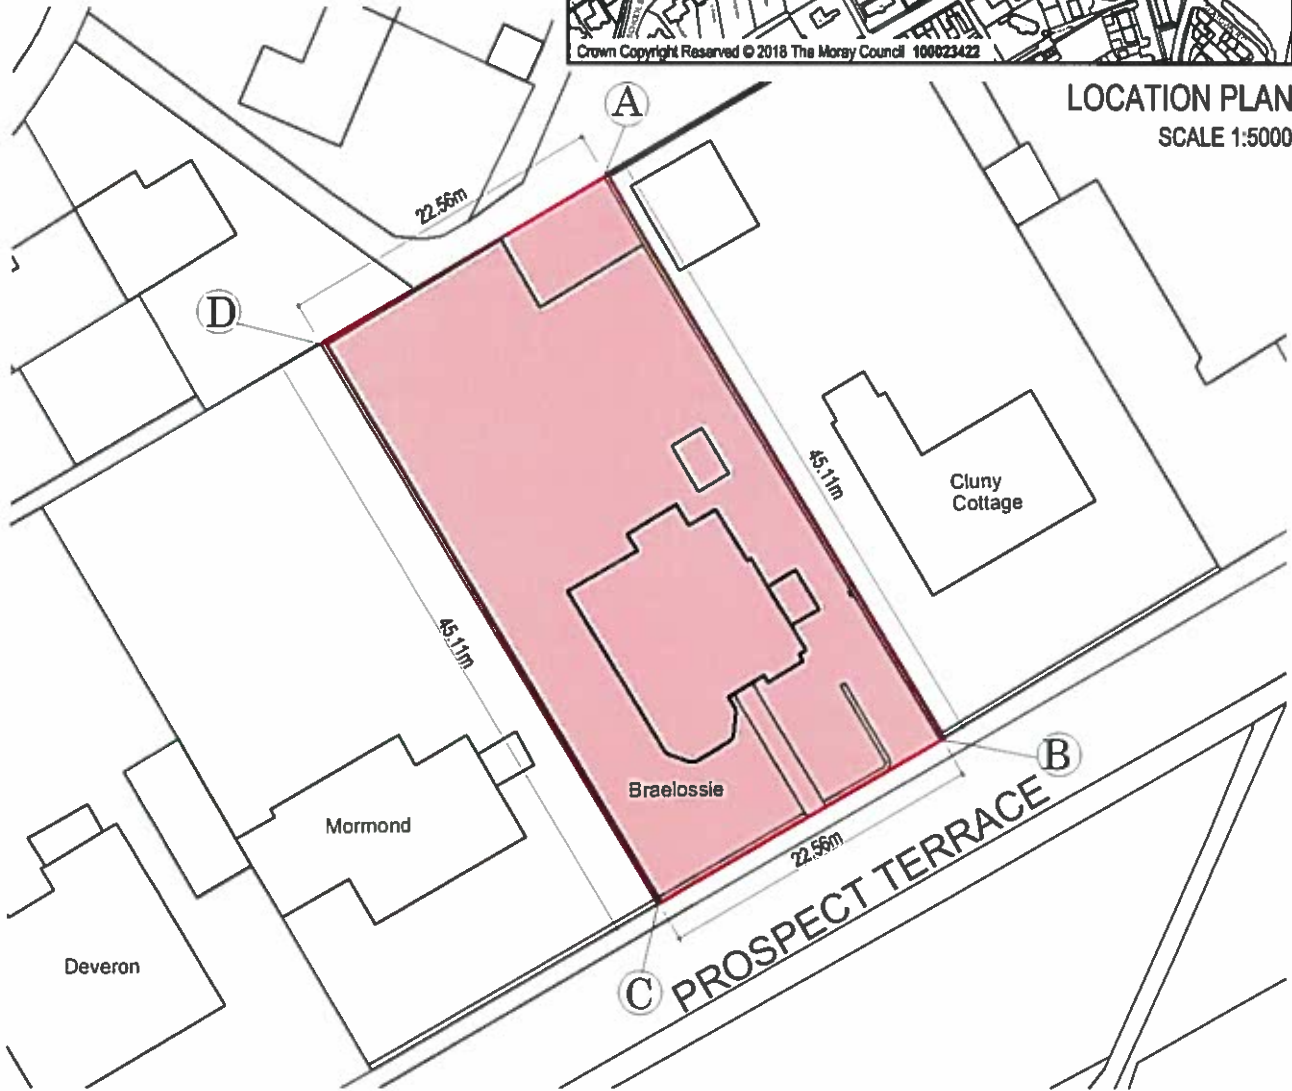 Crown Copyright Reserved © 2018 The Moray Council 100023422
LOCATION PLAN
SCALE 1:5000
A
22.56m
D
45.11m
Cluny
Cottage
45.11m
B
Braelossie
Mormond
22.56m
PROSPECT TERRACE
Deveron
C